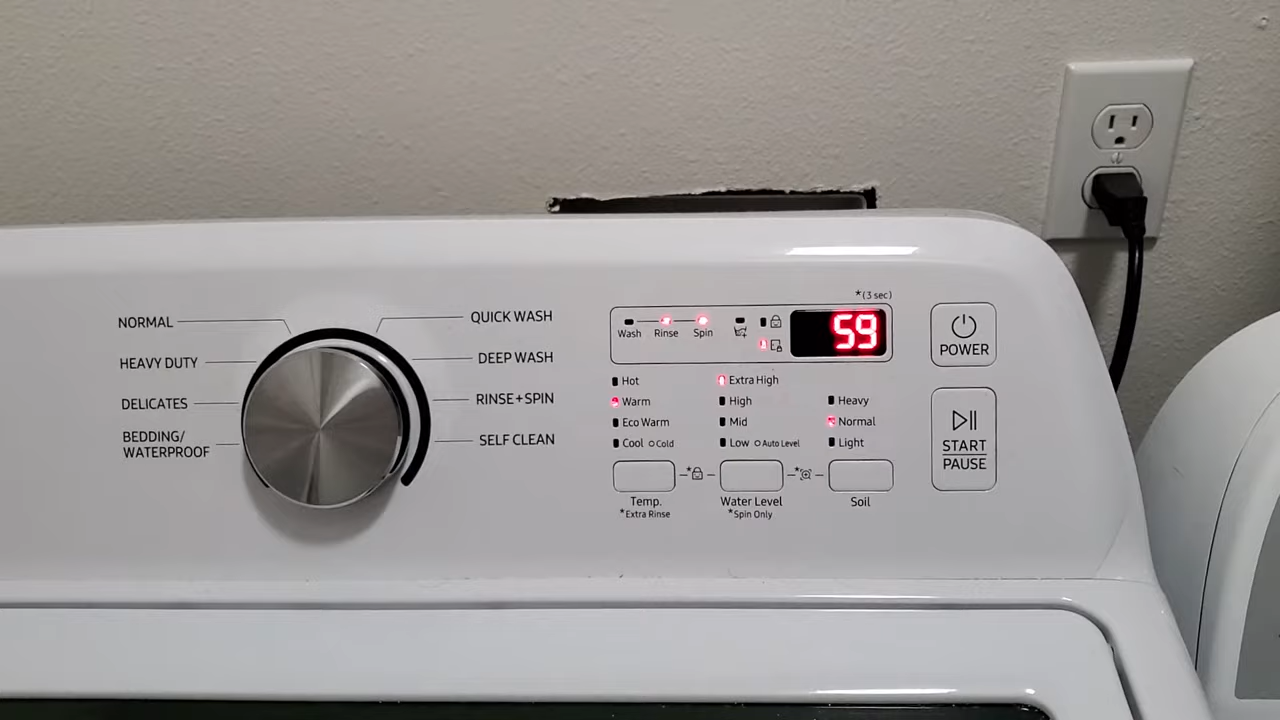 NORMAL
HEAVY DUTY
DELICATES
BEDDING/
WATERPROOF
QUICK WASH
DEEP WASH
RINSE+SPIN
SELF CLEAN
*(3 sec)
Wash Rinse Spin
59
Hot
Warm
Eco Warm
Cool Cold
Temp.
*Extra Rinse
Extra High
High
Mid
Low Auto Level
Water Level
*Spin Only
Heavy
Normal
Light
Soil
POWER
START
PAUSE